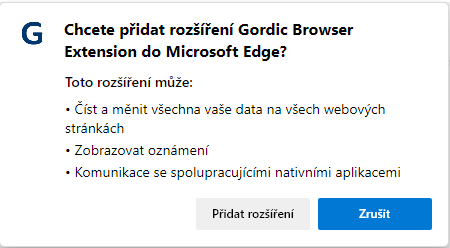 G
Chcete přidat rozšíření Gordic Browser
Extension do Microsoft Edge?
Toto rozšíření může:
• Číst a měnit všechna vaše data na všech webových
stránkách
• Zobrazovat oznámení
• Komunikace se spolupracujícími nativními aplikacemi
Přidat rozšíření
Zrušit